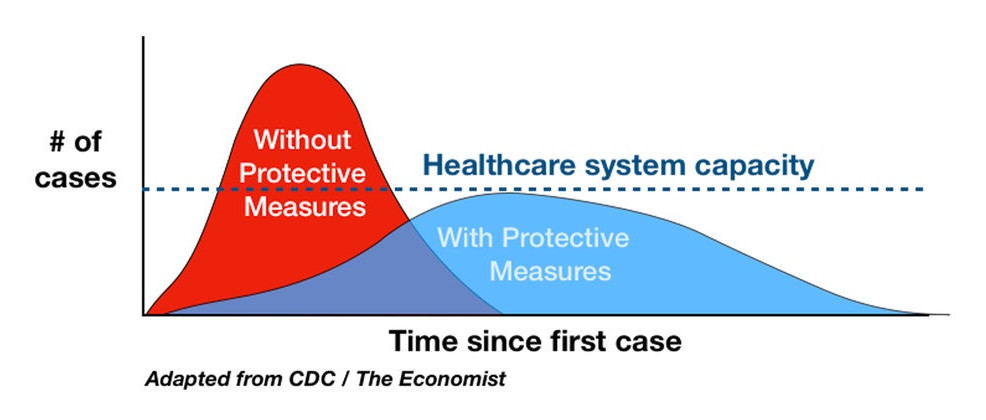 # of
cases
Without
Protective
Measures
Healthcare system capacity
With Protective
Measures
Time since first case
Adapted from CDC / The Economist